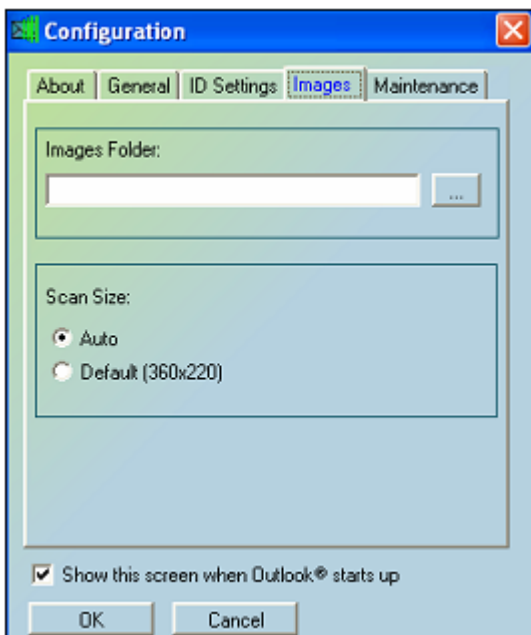 Configuration
About General ID Settings Images Maintenance
Images Folder:
...
Scan Size:
Auto
Default (360x220)
Show this screen when Outlook® starts up
OK Cancel